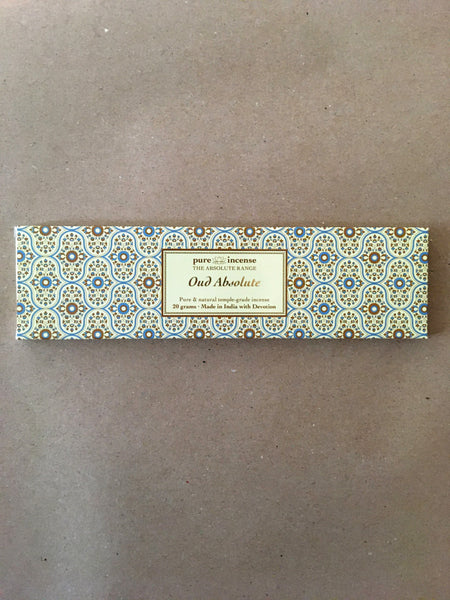 pure incense
THE ABSOLUTE RANGE
Oud Absolute
Pure & natural temple-grade incense
20 grams · Made in India with Devotion